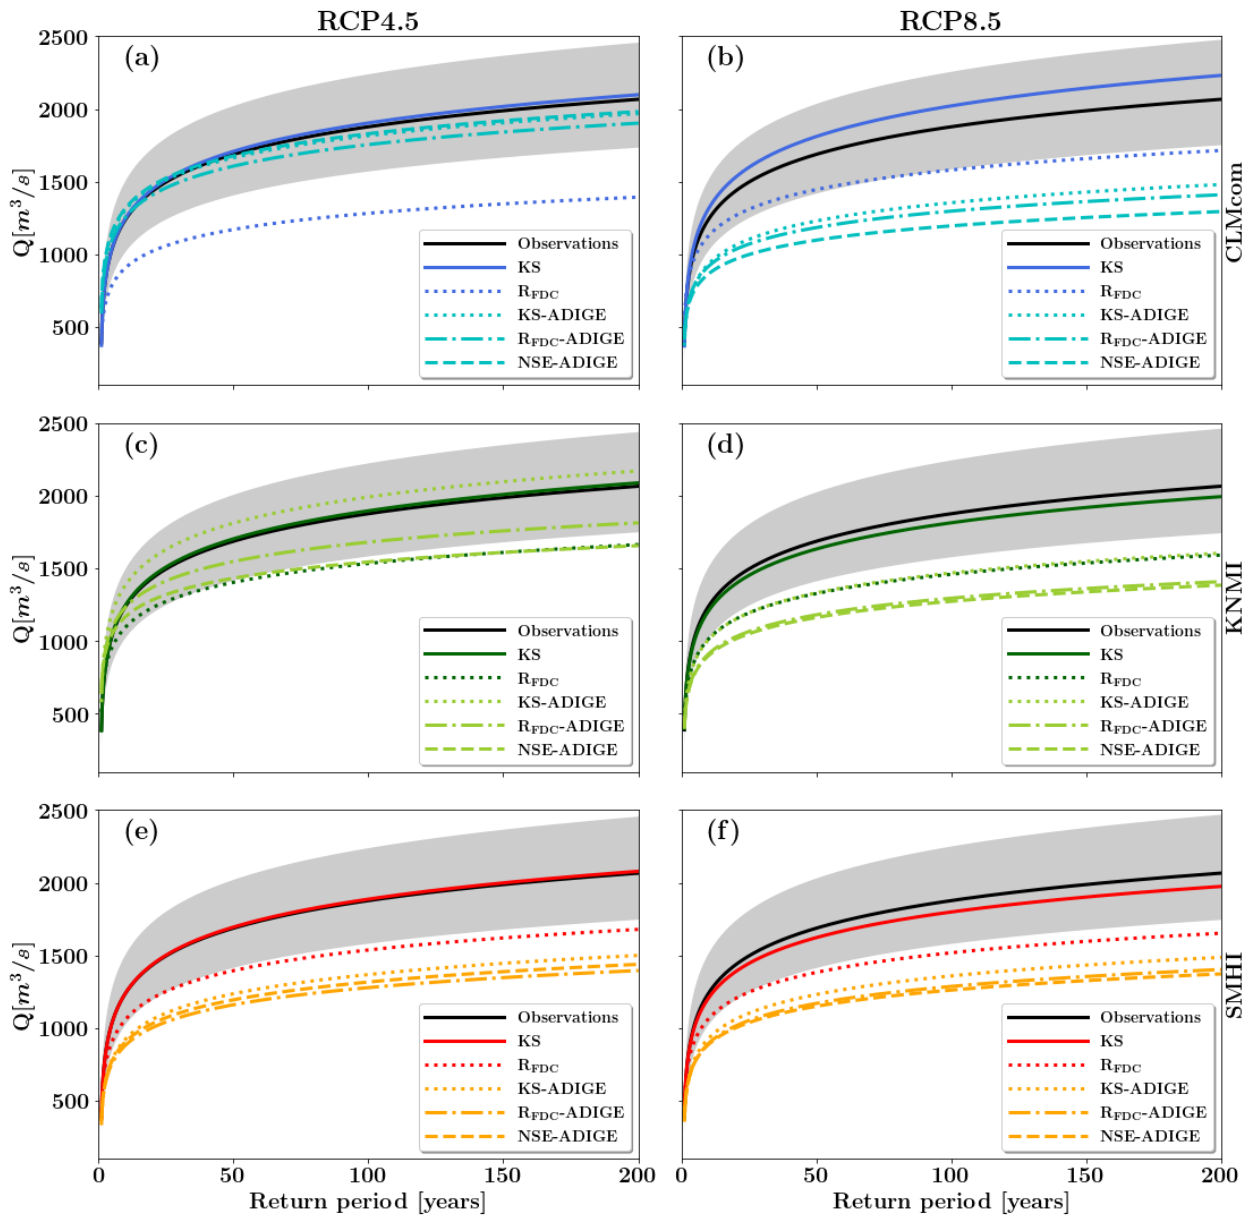 RCP4.5
RCP8.5
(a)
2500
2000
1500
1000
500
Q[m³/s]
Observations
KS
R_FDC
KS-ADIGE
R_FDC-ADIGE
NSE-ADIGE
(b)
Observations
KS
R_FDC
KS-ADIGE
R_FDC-ADIGE
NSE-ADIGE
CLMcom
(c)
2500
2000
1500
1000
500
Q[m³/s]
Observations
KS
R_FDC
KS-ADIGE
R_FDC-ADIGE
NSE-ADIGE
(d)
Observations
KS
R_FDC
KS-ADIGE
R_FDC-ADIGE
NSE-ADIGE
KNMI
(e)
2500
2000
1500
1000
500
Q[m³/s]
Observations
KS
R_FDC
KS-ADIGE
R_FDC-ADIGE
NSE-ADIGE
0 50 100 150 200
Return period [years]
(f)
Observations
KS
R_FDC
KS-ADIGE
R_FDC-ADIGE
NSE-ADIGE
0 50 100 150 200
Return period [years]
SMHI